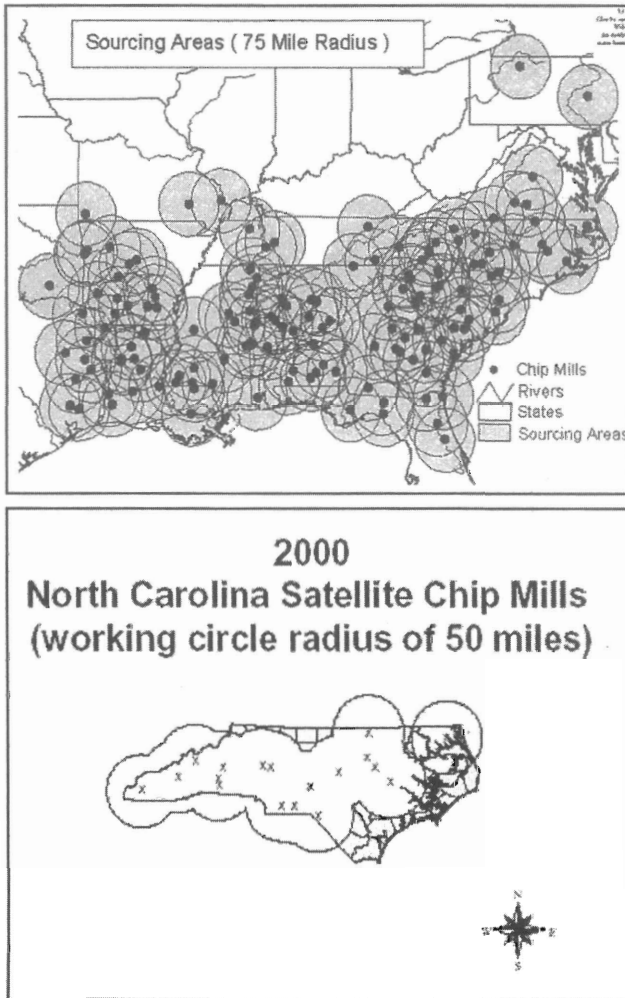 Sourcing Areas ( 75 Mile Radius )
Chip Mills
Rivers
States
Sourcing Areas
2000
North Carolina Satellite Chip Mills
(working circle radius of 50 miles)
N
W
E
S